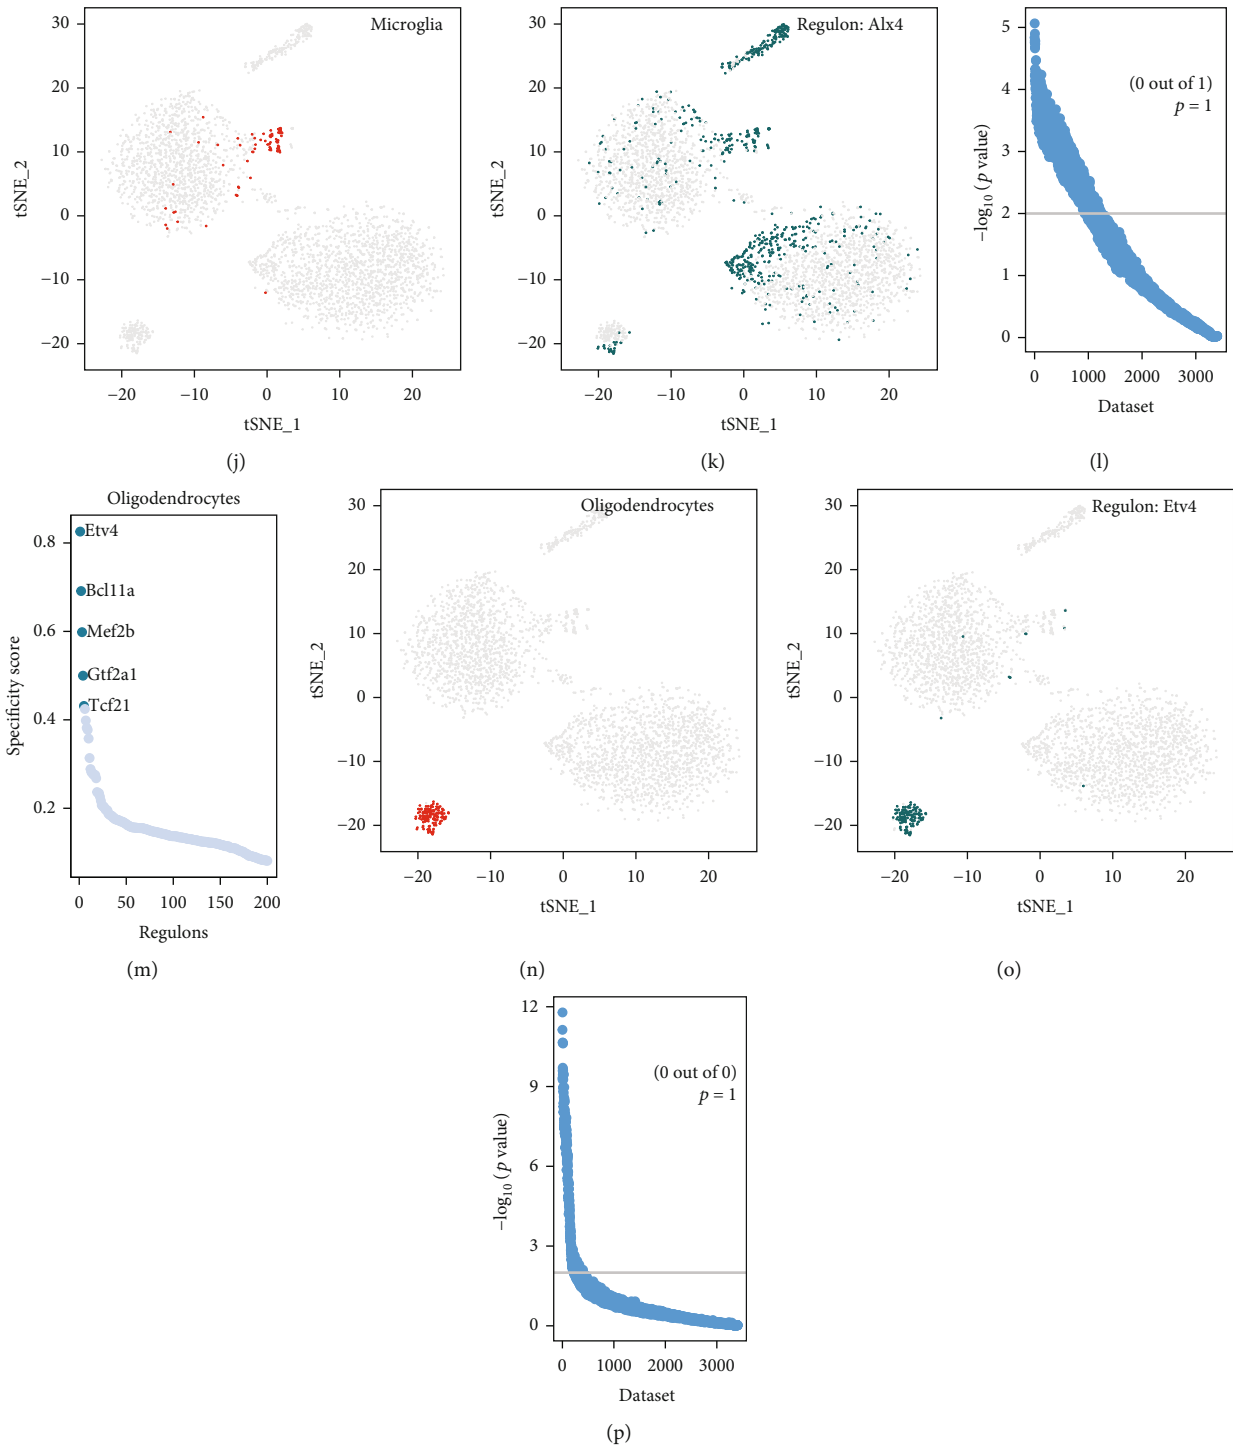 Microglia
tSNE_2
30
20
10
0
−10
−20
−20
−10
0
10
20
tSNE_1
(j)
Regulon: Alx4
tSNE_2
30
20
10
0
−10
−20
−20
−10
0
10
20
tSNE_1
(k)
(0 out of 1)
p = 1
−log10 (p value)
5
4
3
2
1
0
0
1000
2000
3000
Dataset
(l)
Oligodendrocytes
Etv4
Bcl11a
Mef2b
Gtf2a1
Tcf21
Specificity score
0.8
0.6
0.4
0.2
0
50
100
150
200
Regulons
(m)
Oligodendrocytes
tSNE_2
30
20
10
0
−10
−20
−20
−10
0
10
20
tSNE_1
(n)
Regulon: Etv4
tSNE_2
30
20
10
0
−10
−20
−20
−10
0
10
20
tSNE_1
(o)
(0 out of 0)
p = 1
−log10 (p value)
12
9
6
3
0
0
1000
2000
3000
Dataset
(p)